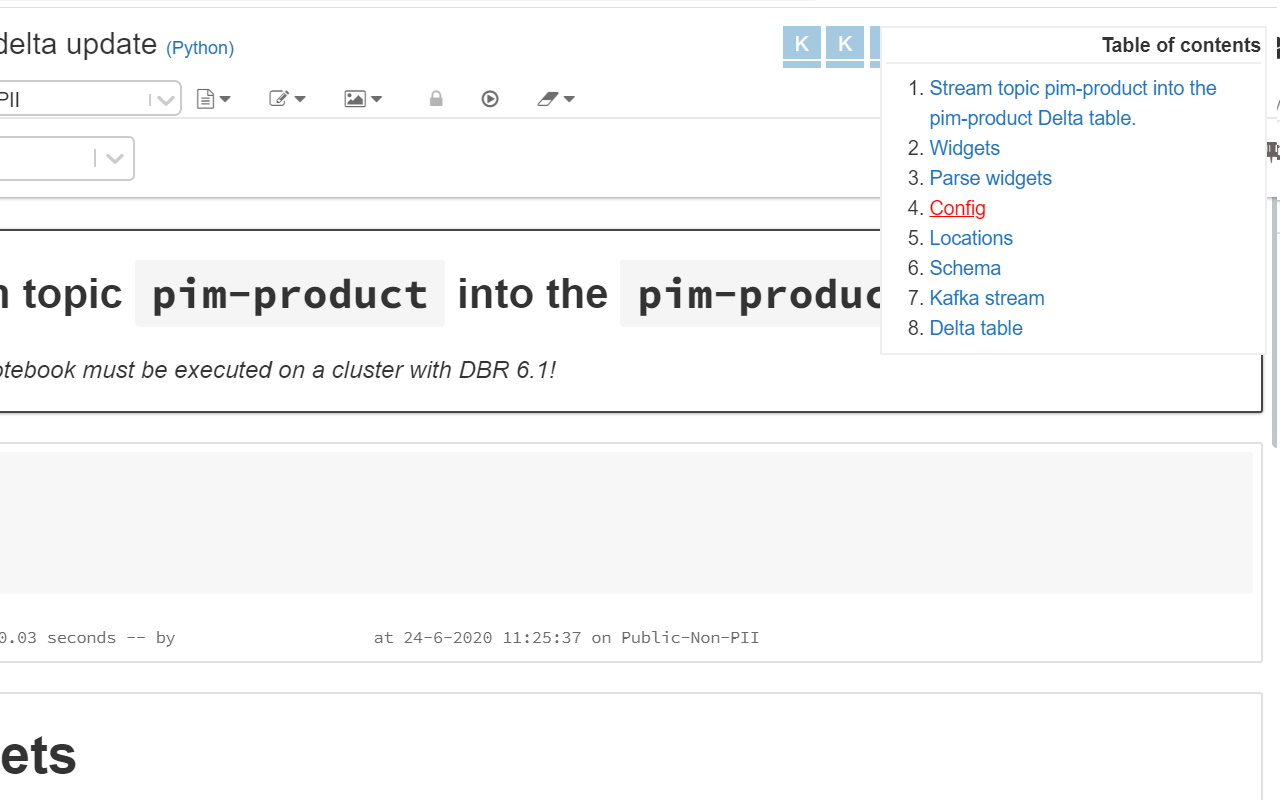 delta update (Python)
K K
Table of contents
PII
1. Stream topic pim-product into the
pim-product Delta table.
2. Widgets
3. Parse widgets
4. Config
5. Locations
6. Schema
7. Kafka stream
8. Delta table
topic pim-product into the pim-produc
otebook must be executed on a cluster with DBR 6.1!
0.03 seconds -- by at 24-6-2020 11:25:37 on Public-Non-PII
ets